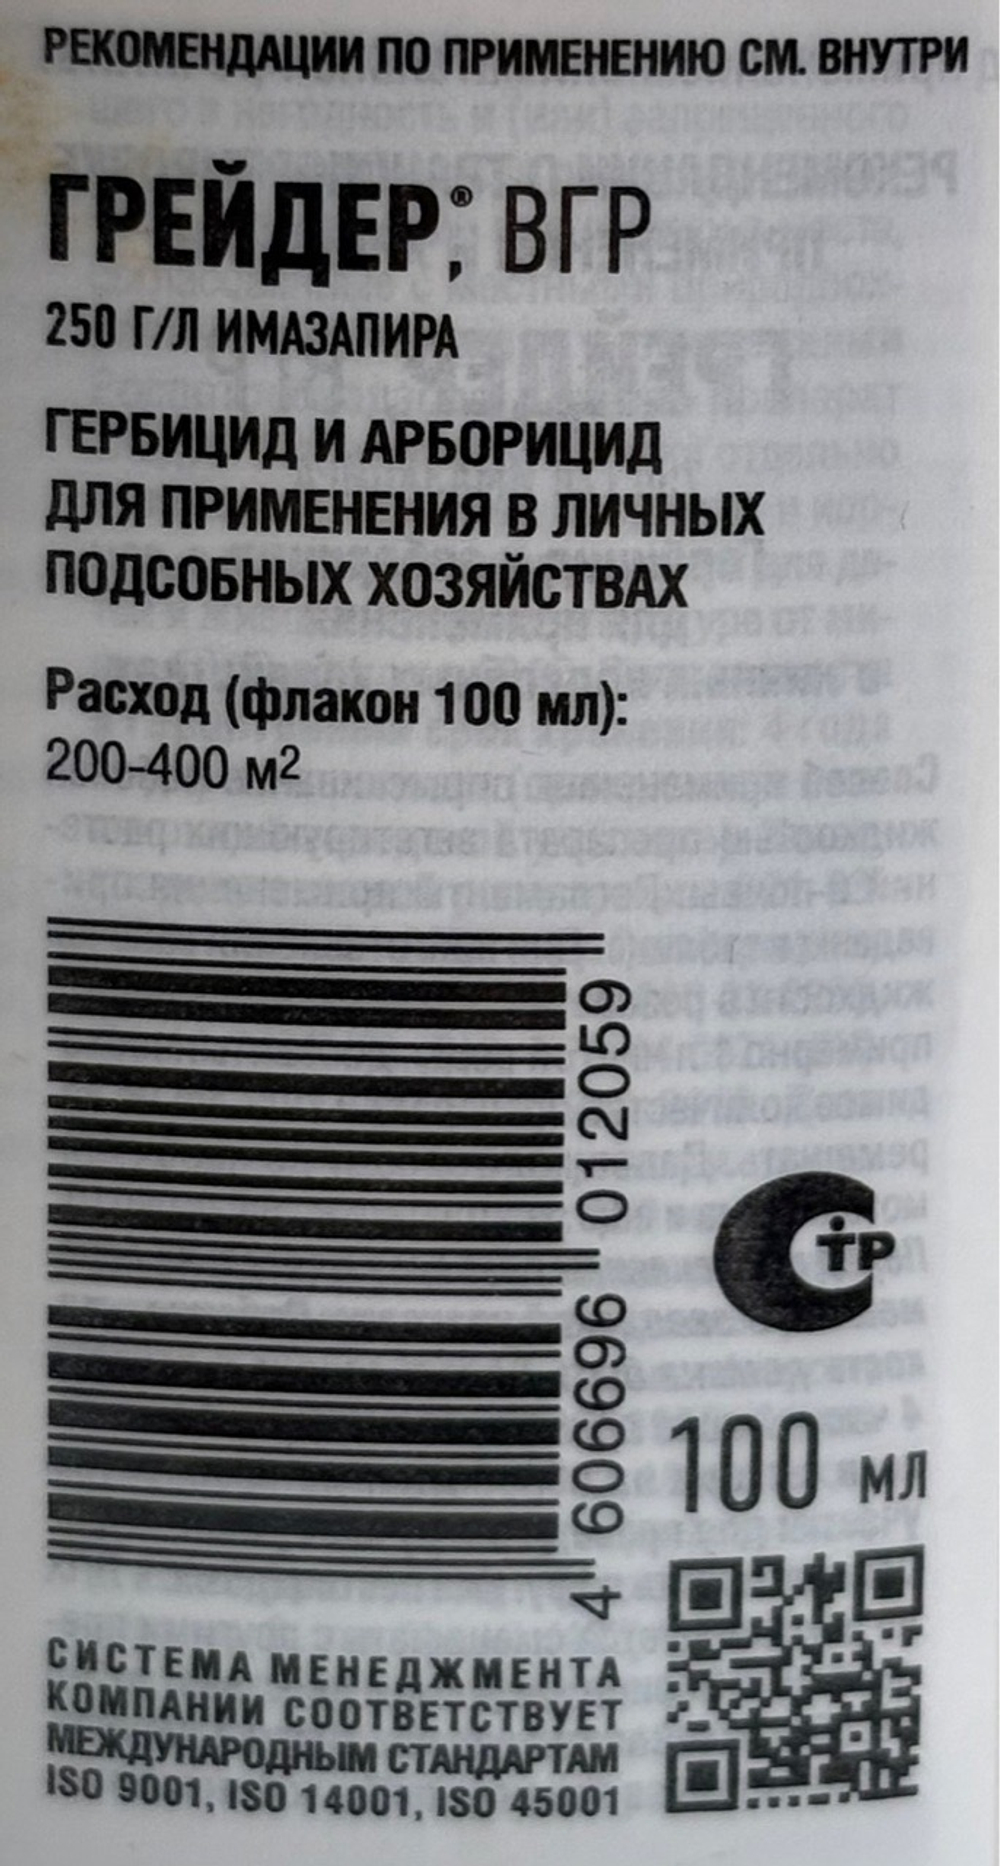 РЕКОМЕНДАЦИИ ПО ПРИМЕНЕНИЮ СМ. ВНУТРИ
ГРЕЙДЕР®, ВГР
250 Г/Л ИМАЗАПИРА
ГЕРБИЦИД И АРБОРИЦИД
ДЛЯ ПРИМЕНЕНИЯ В ЛИЧНЫХ
ПОДСОБНЫХ ХОЗЯЙСТВАХ
Расход (флакон 100 мл):
200-400 м²
4 606696 012059
СТР
100 мл
СИСТЕМА МЕНЕДЖМЕНТА
КОМПАНИИ СООТВЕТСТВУЕТ
МЕЖДУНАРОДНЫМ СТАНДАРТАМ
ISO 9001, ISO 14001, ISO 45001